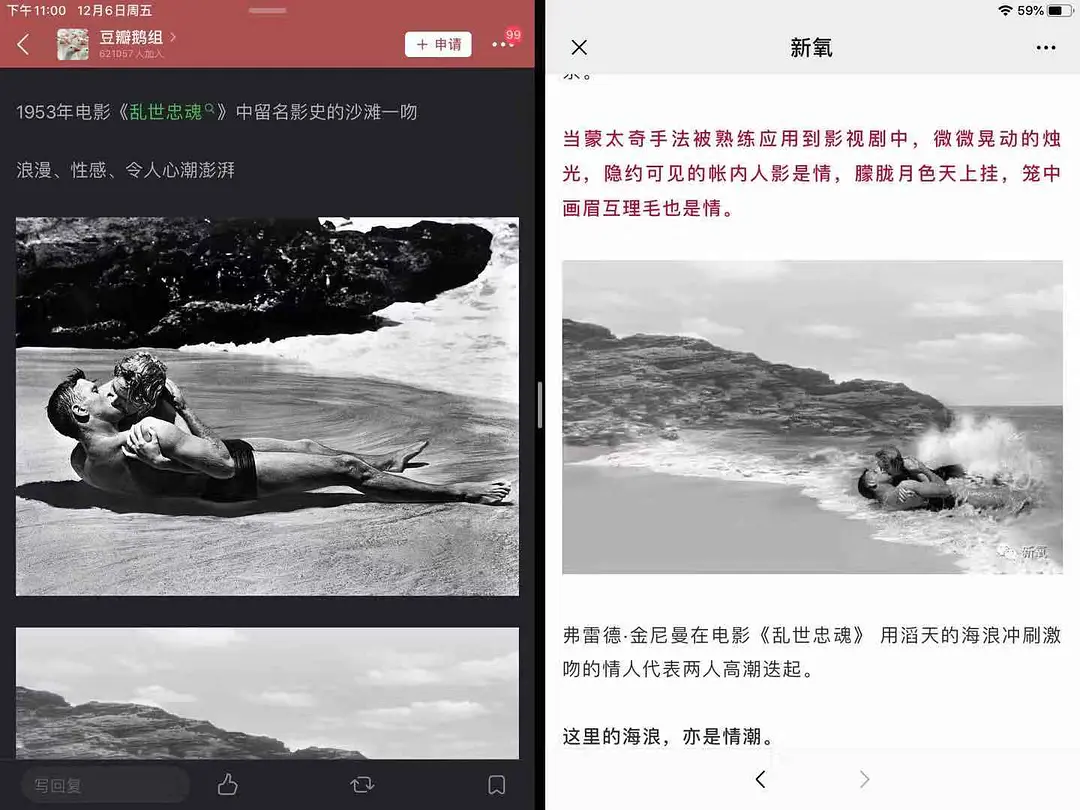 下午11:00 12月6日周五
豆瓣鹅组
621057人加入
+ 申请
99
1953年电影《乱世忠魂》中留名影史的沙滩一吻
浪漫、性感、令人心潮澎湃
写回复
59%
新氧
当蒙太奇手法被熟练应用到影视剧中，微微晃动的烛
光，隐约可见的帐内人影是情，朦胧月色天上挂，笼中
画眉互理毛也是情。
新氧
弗雷德·金尼曼在电影《乱世忠魂》 用滔天的海浪冲刷激
吻的情人代表两人高潮迭起。
这里的海浪，亦是情潮。